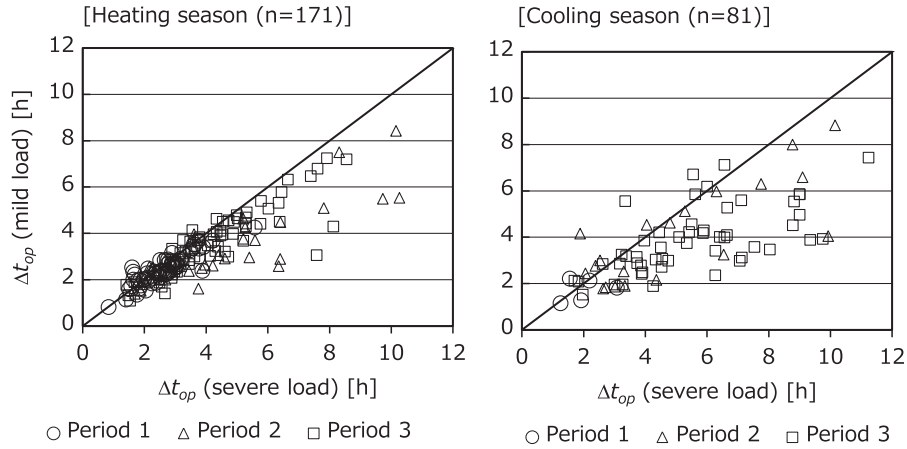 [Heating season (n=171)]
12
10
8
6
4
2
0
Δtop (mild load) [h]
0 2 4 6 8 10 12
Δtop (severe load) [h]
Period 1 Period 2 Period 3
[Cooling season (n=81)]
12
10
8
6
4
2
0
0 2 4 6 8 10 12
Δtop (severe load) [h]
Period 1 Period 2 Period 3